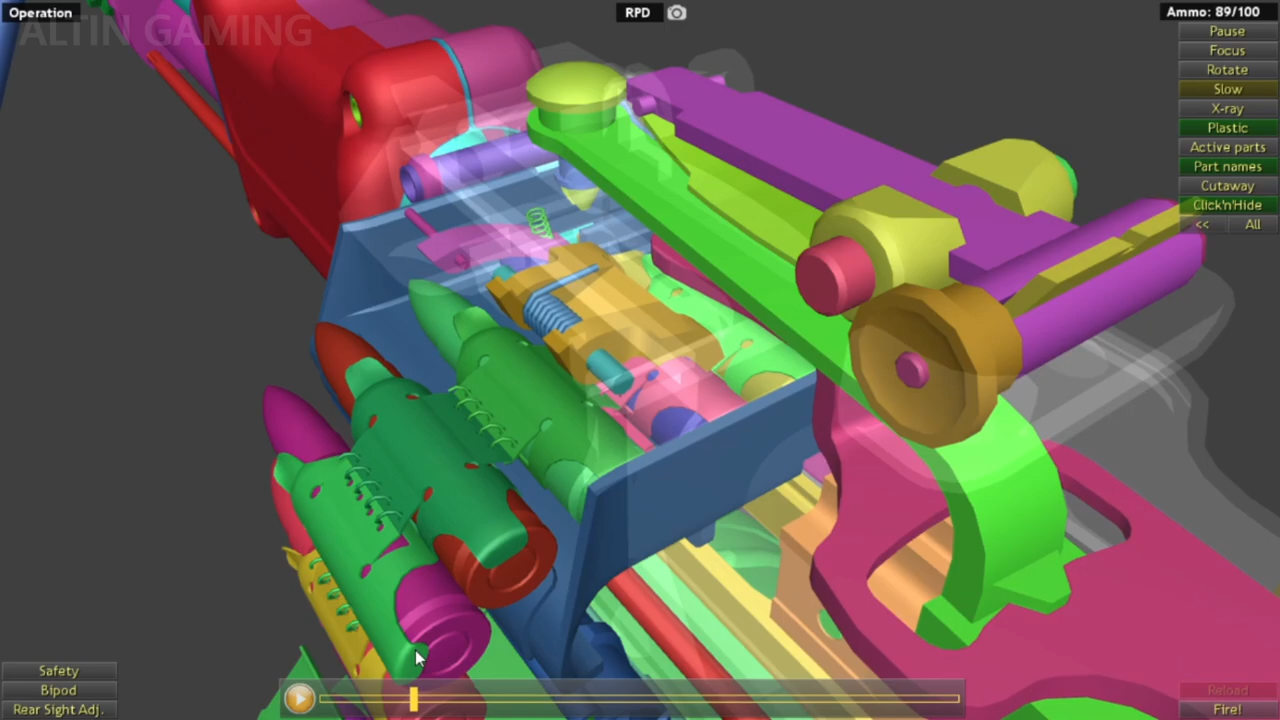 Operation
RPD
Ammo: 89/100
ALTIN GAMING
Pause
Focus
Rotate
Slow
X-ray
Plastic
Active parts
Part names
Cutaway
Click'n'Hide
<< All
Safety
Bipod
Rear Sight Adj.
Reload
Fire!